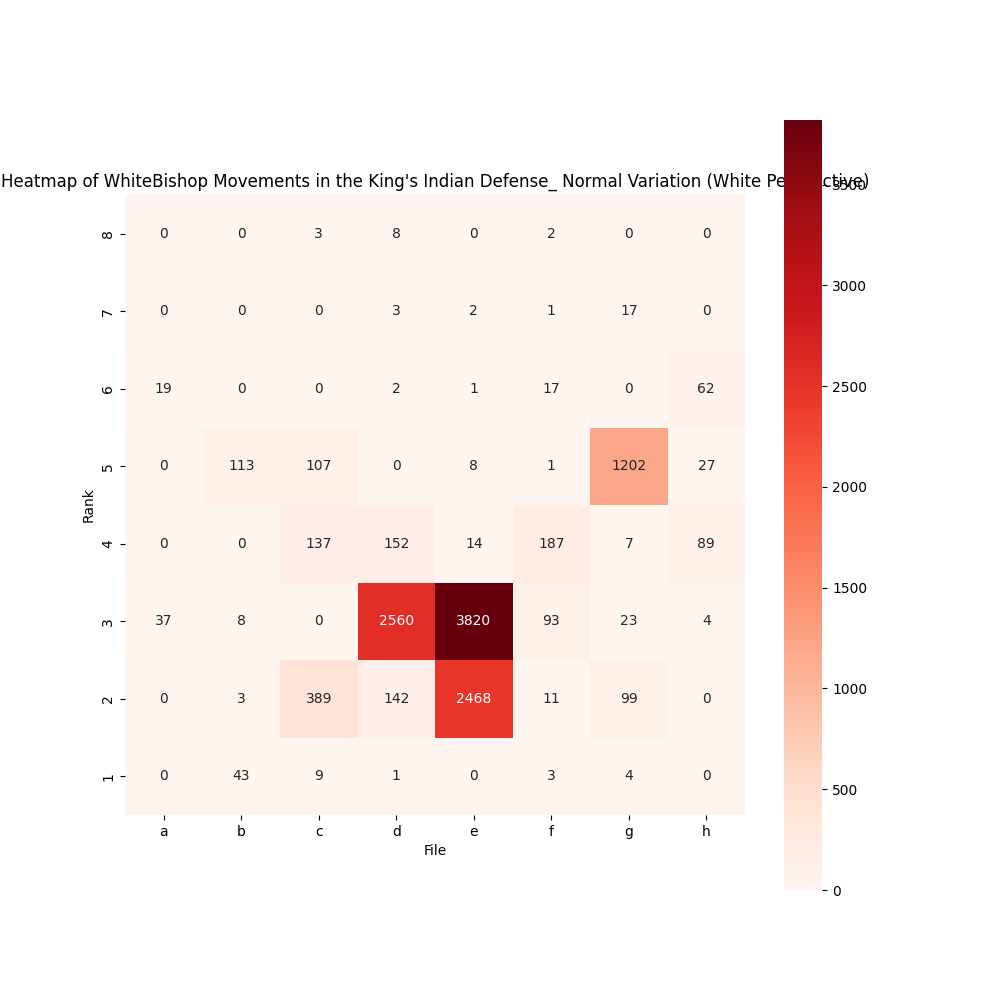 Heatmap of WhiteBishop Movements in the King's Indian Defense_ Normal Variation (White Pe ctive)
3500
8 0 0 3 8 0 2 0 0
7 0 0 0 3 2 1 17 0
3000
6 19 0 0 2 1 17 0 62
2500
5 0 113 107 0 8 1 1202 27
2000
Rank
4 0 0 137 152 14 187 7 89
1500
3 37 8 0 2560 3820 93 23 4
1000
2 0 3 389 142 2468 11 99 0
500
1 0 43 9 1 0 3 4 0
a b c d e f g h
File
0